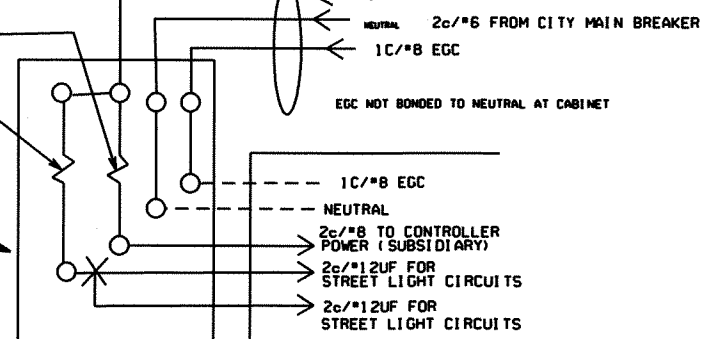 NEUTRAL 2c/#6 FROM CITY MAIN BREAKER
1C/#8 EGC
EGC NOT BONDED TO NEUTRAL AT CABINET
1C/#8 EGC
NEUTRAL
2c/#8 TO CONTROLLER
POWER (SUBSIDIARY)
2c/#12UF FOR
STREET LIGHT CIRCUITS
2c/#12UF FOR
STREET LIGHT CIRCUITS